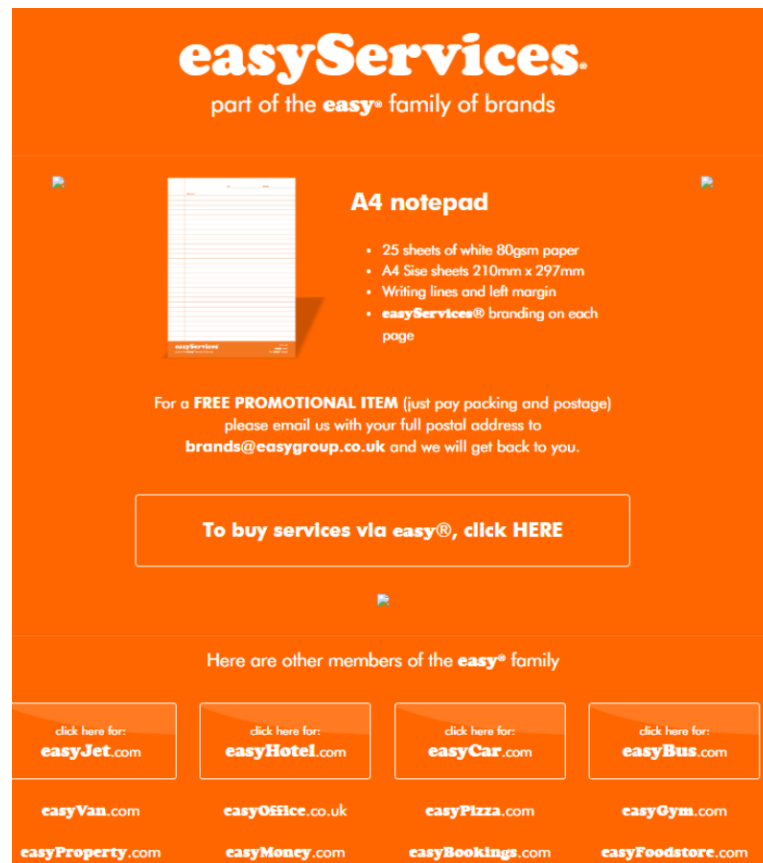 easyServices®
part of the easy® family of brands
A4 notepad
• 25 sheets of white 80gsm paper
• A4 Sise sheets 210mm x 297mm
• Writing lines and left margin
• easyServices® branding on each
page
easyServices
For a FREE PROMOTIONAL ITEM (just pay packing and postage)
please email us with your full postal address to
brands@easygroup.co.uk and we will get back to you.
To buy services via easy®, click HERE
Here are other members of the easy® family
click here for: click here for: click here for: click here for:
easyJet.com easyHotel.com easyCar.com easyBus.com
easyVan.com easyOffice.co.uk easyPizza.com easyGym.com
easyProperty.com easyMoney.com easyBookings.com easyFoodstore.com